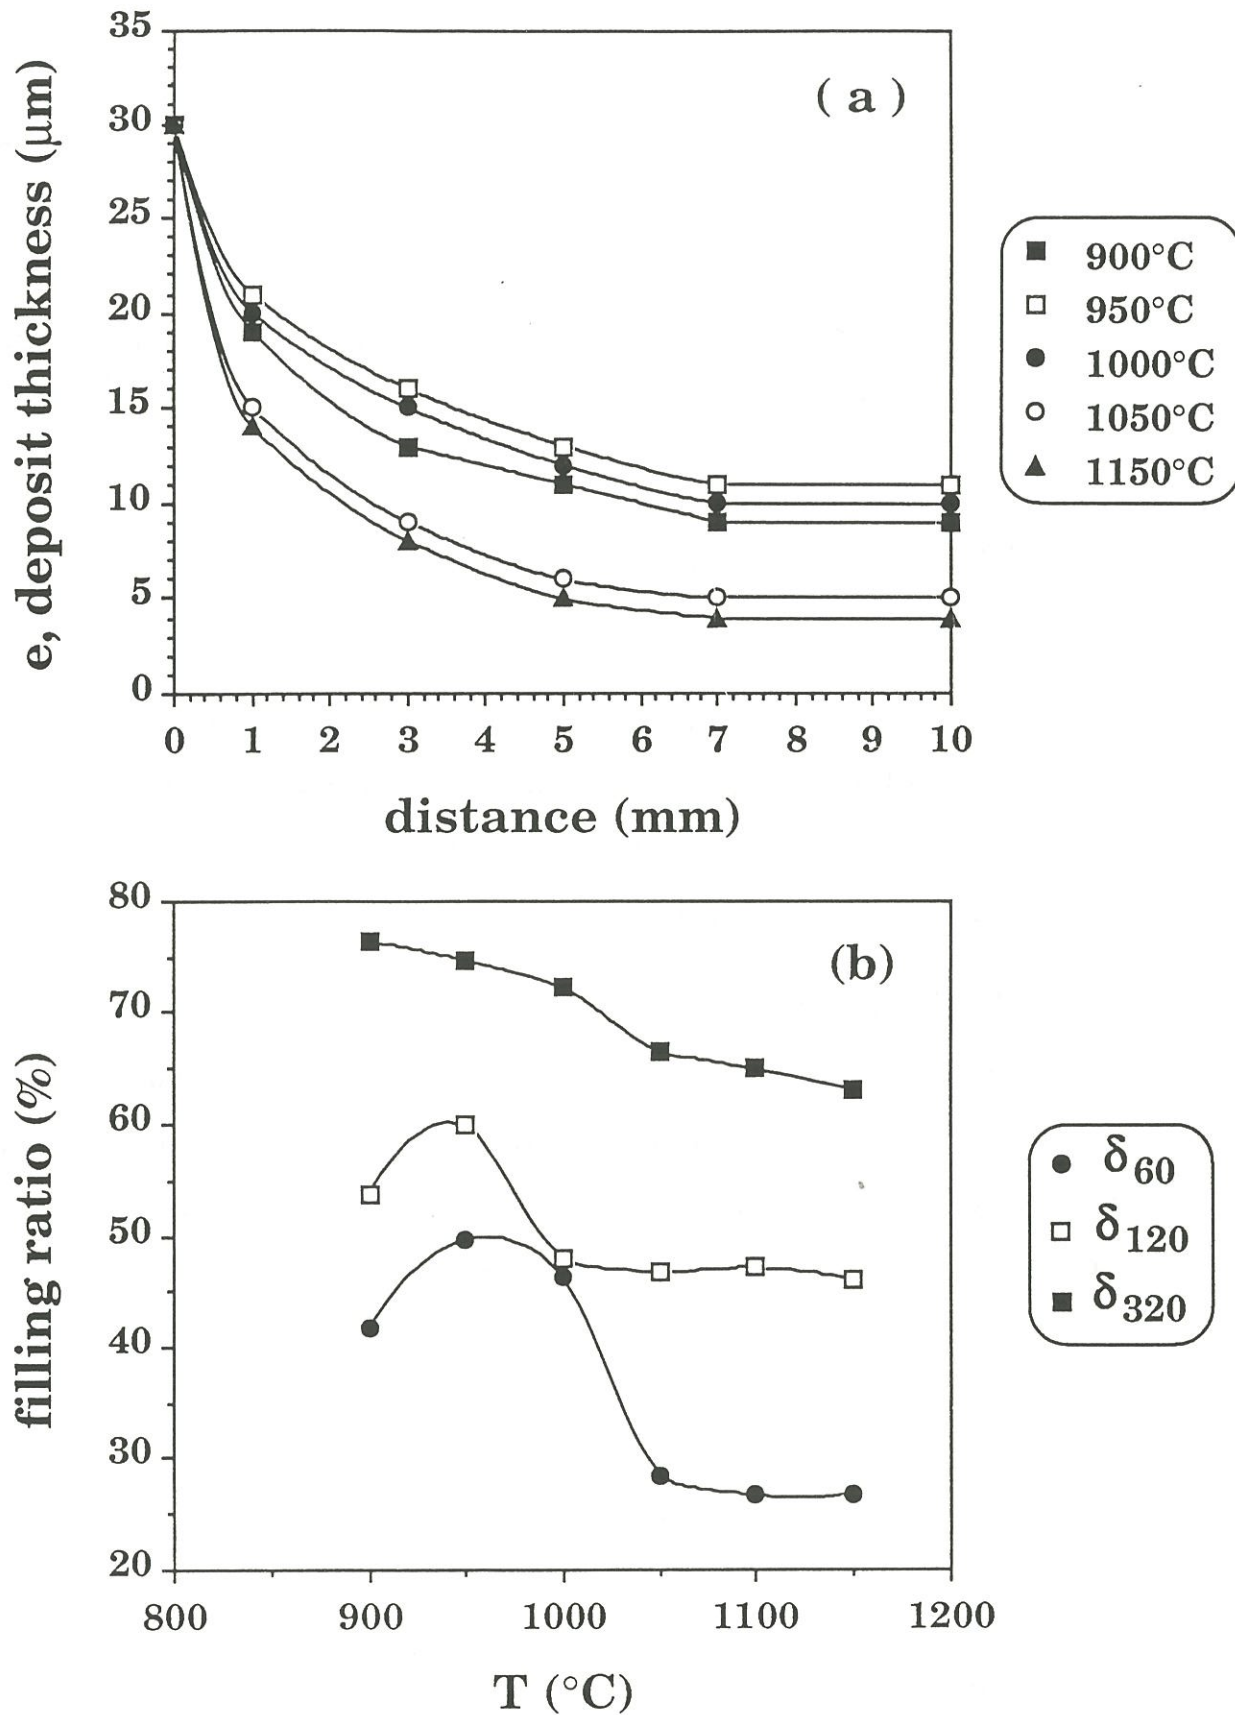 e, deposit thickness (μm)
35
30
25
20
15
10
5
0
( a )
0 1 2 3 4 5 6 7 8 9 10
distance (mm)
900°C
950°C
1000°C
1050°C
1150°C
filling ratio (%)
80
70
60
50
40
30
20
(b)
800 900 1000 1100 1200
T (°C)
δ60
δ120
δ320